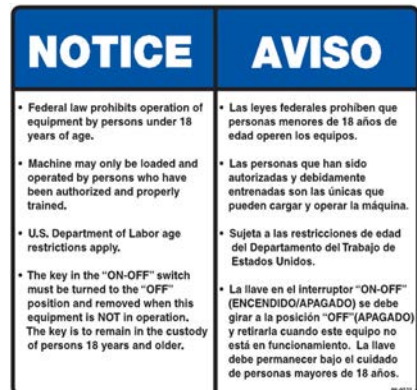 NOTICE
• Federal law prohibits operation of
equipment by persons under 18
years of age.
• Machine may only be loaded and
operated by persons who have
been authorized and properly
trained.
• U.S. Department of Labor age
restrictions apply.
• The key in the “ON-OFF” switch
must be turned to the “OFF”
position and removed when this
equipment is NOT in operation.
The key is to remain in the custody
of persons 18 years and older.
AVISO
• Las leyes federales prohíben que
personas menores de 18 años de
edad operen los equipos.
• Las personas que han sido
autorizadas y debidamente
entrenadas son las únicas que
pueden cargar y operar la máquina.
• Sujeta a las restricciones de edad
del Departamento del Trabajo de
Estados Unidos.
• La llave en el interruptor “ON-OFF”
(ENCENDIDO/APAGADO) se debe
girar a la posición “OFF”(APAGADO)
y retirarla cuando este equipo no
está en funcionamiento. La llave
debe permanecer bajo el cuidado
de personas mayores de 18 años.